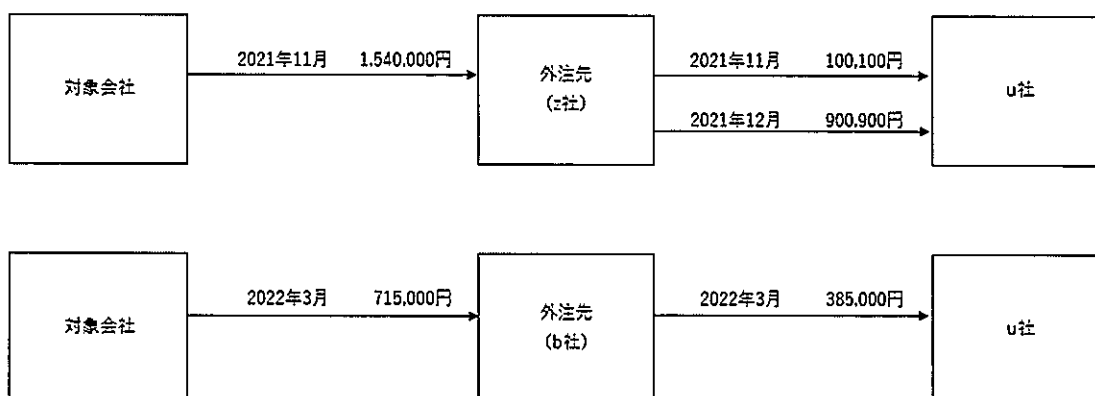 2021年11月 1.540.000円
対象会社
外注先
(z社)
2021年11月 100,100円
2021年12月 900,900円
u社
2022年3月 715,000円
対象会社
外注先
(b社)
2022年3月 385,000円
u社